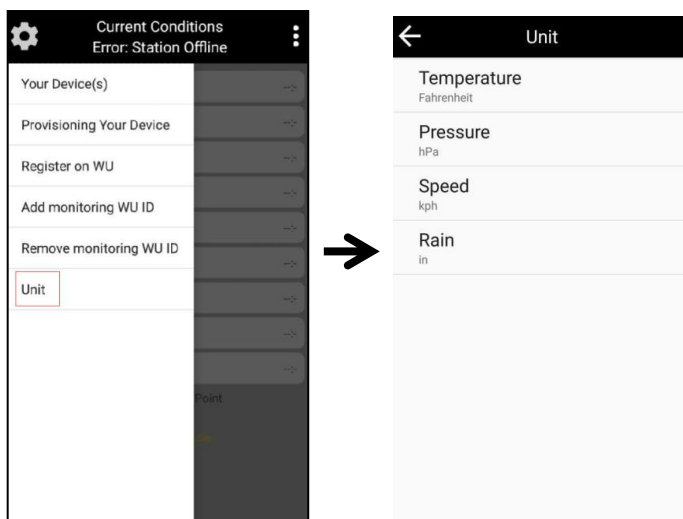 Current Conditions
Error: Station Offline
Your Device(s)
Provisioning Your Device
Register on WU
Add monitoring WU ID
Remove monitoring WU ID
Unit
Point
Unit
Temperature
Fahrenheit
Pressure
hPa
Speed
kph
Rain
in